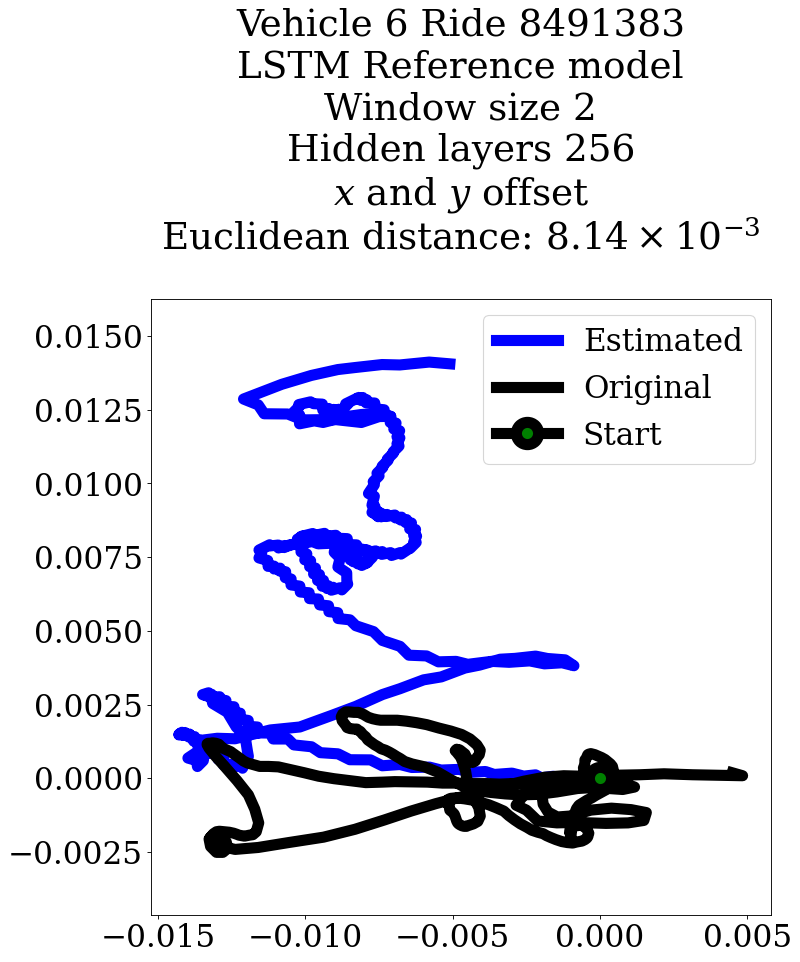 Vehicle 6 Ride 8491383
LSTM Reference model
Window size 2
Hidden layers 256
x and y offset
Euclidean distance: 8.14 × 10⁻³
Estimated
Original
Start
0.0150
0.0125
0.0100
0.0075
0.0050
0.0025
0.0000
−0.0025
−0.015 −0.010 −0.005 0.000 0.005